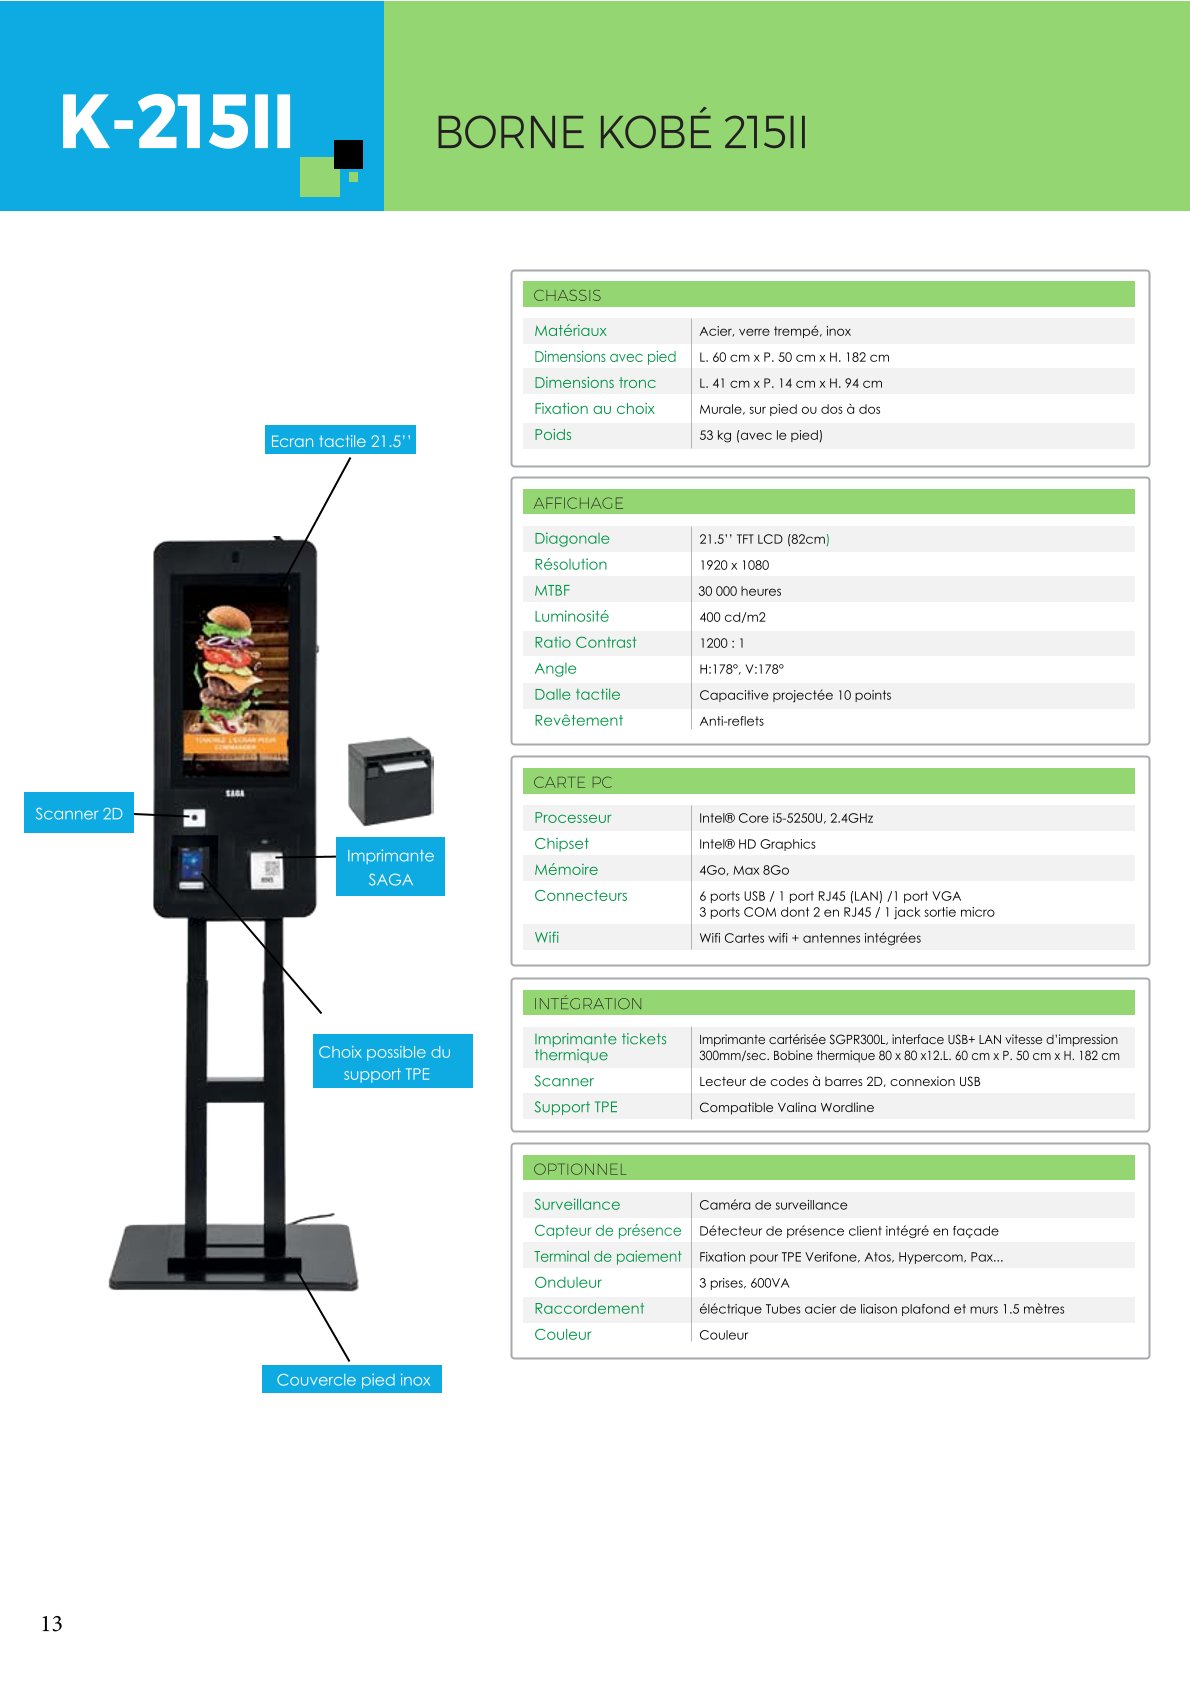 K-215II
BORNE KOBÉ 215II
CHASSIS
Matériaux Acier, verre trempé, inox
Dimensions avec pied L. 60 cm x P. 50 cm x H. 182 cm
Dimensions tronc L. 41 cm x P. 14 cm x H. 94 cm
Fixation au choix Murale, sur pied ou dos à dos
Poids 53 kg (avec le pied)
Ecran tactile 21.5’’
AFFICHAGE
Diagonale 21.5’’ TFT LCD (82cm)
Résolution 1920 x 1080
MTBF 30 000 heures
Luminosité 400 cd/m2
Ratio Contrast 1200 : 1
Angle H:178°, V:178°
Dalle tactile Capacitive projectée 10 points
Revêtement Anti-reflets
TOUCHEZ L'ECRAN POUR
COMMANDER
SAGA
Scanner 2D
Imprimante
SAGA
CARTE PC
Processeur Intel® Core i5-5250U, 2.4GHz
Chipset Intel® HD Graphics
Mémoire 4Go, Max 8Go
Connecteurs 6 ports USB / 1 port RJ45 (LAN) /1 port VGA
3 ports COM dont 2 en RJ45 / 1 jack sortie micro
Wifi Wifi Cartes wifi + antennes intégrées
Choix possible du
support TPE
INTÉGRATION
Imprimante tickets Imprimante cartérisée SGPR300L, interface USB+ LAN vitesse d’impression
thermique 300mm/sec. Bobine thermique 80 x 80 x12.L. 60 cm x P. 50 cm x H. 182 cm
Scanner Lecteur de codes à barres 2D, connexion USB
Support TPE Compatible Valina Wordline
OPTIONNEL
Surveillance Caméra de surveillance
Capteur de présence Détecteur de présence client intégré en façade
Terminal de paiement Fixation pour TPE Verifone, Atos, Hypercom, Pax...
Onduleur 3 prises, 600VA
Raccordement éléctrique Tubes acier de liaison plafond et murs 1.5 mètres
Couleur Couleur
Couvercle pied inox
13